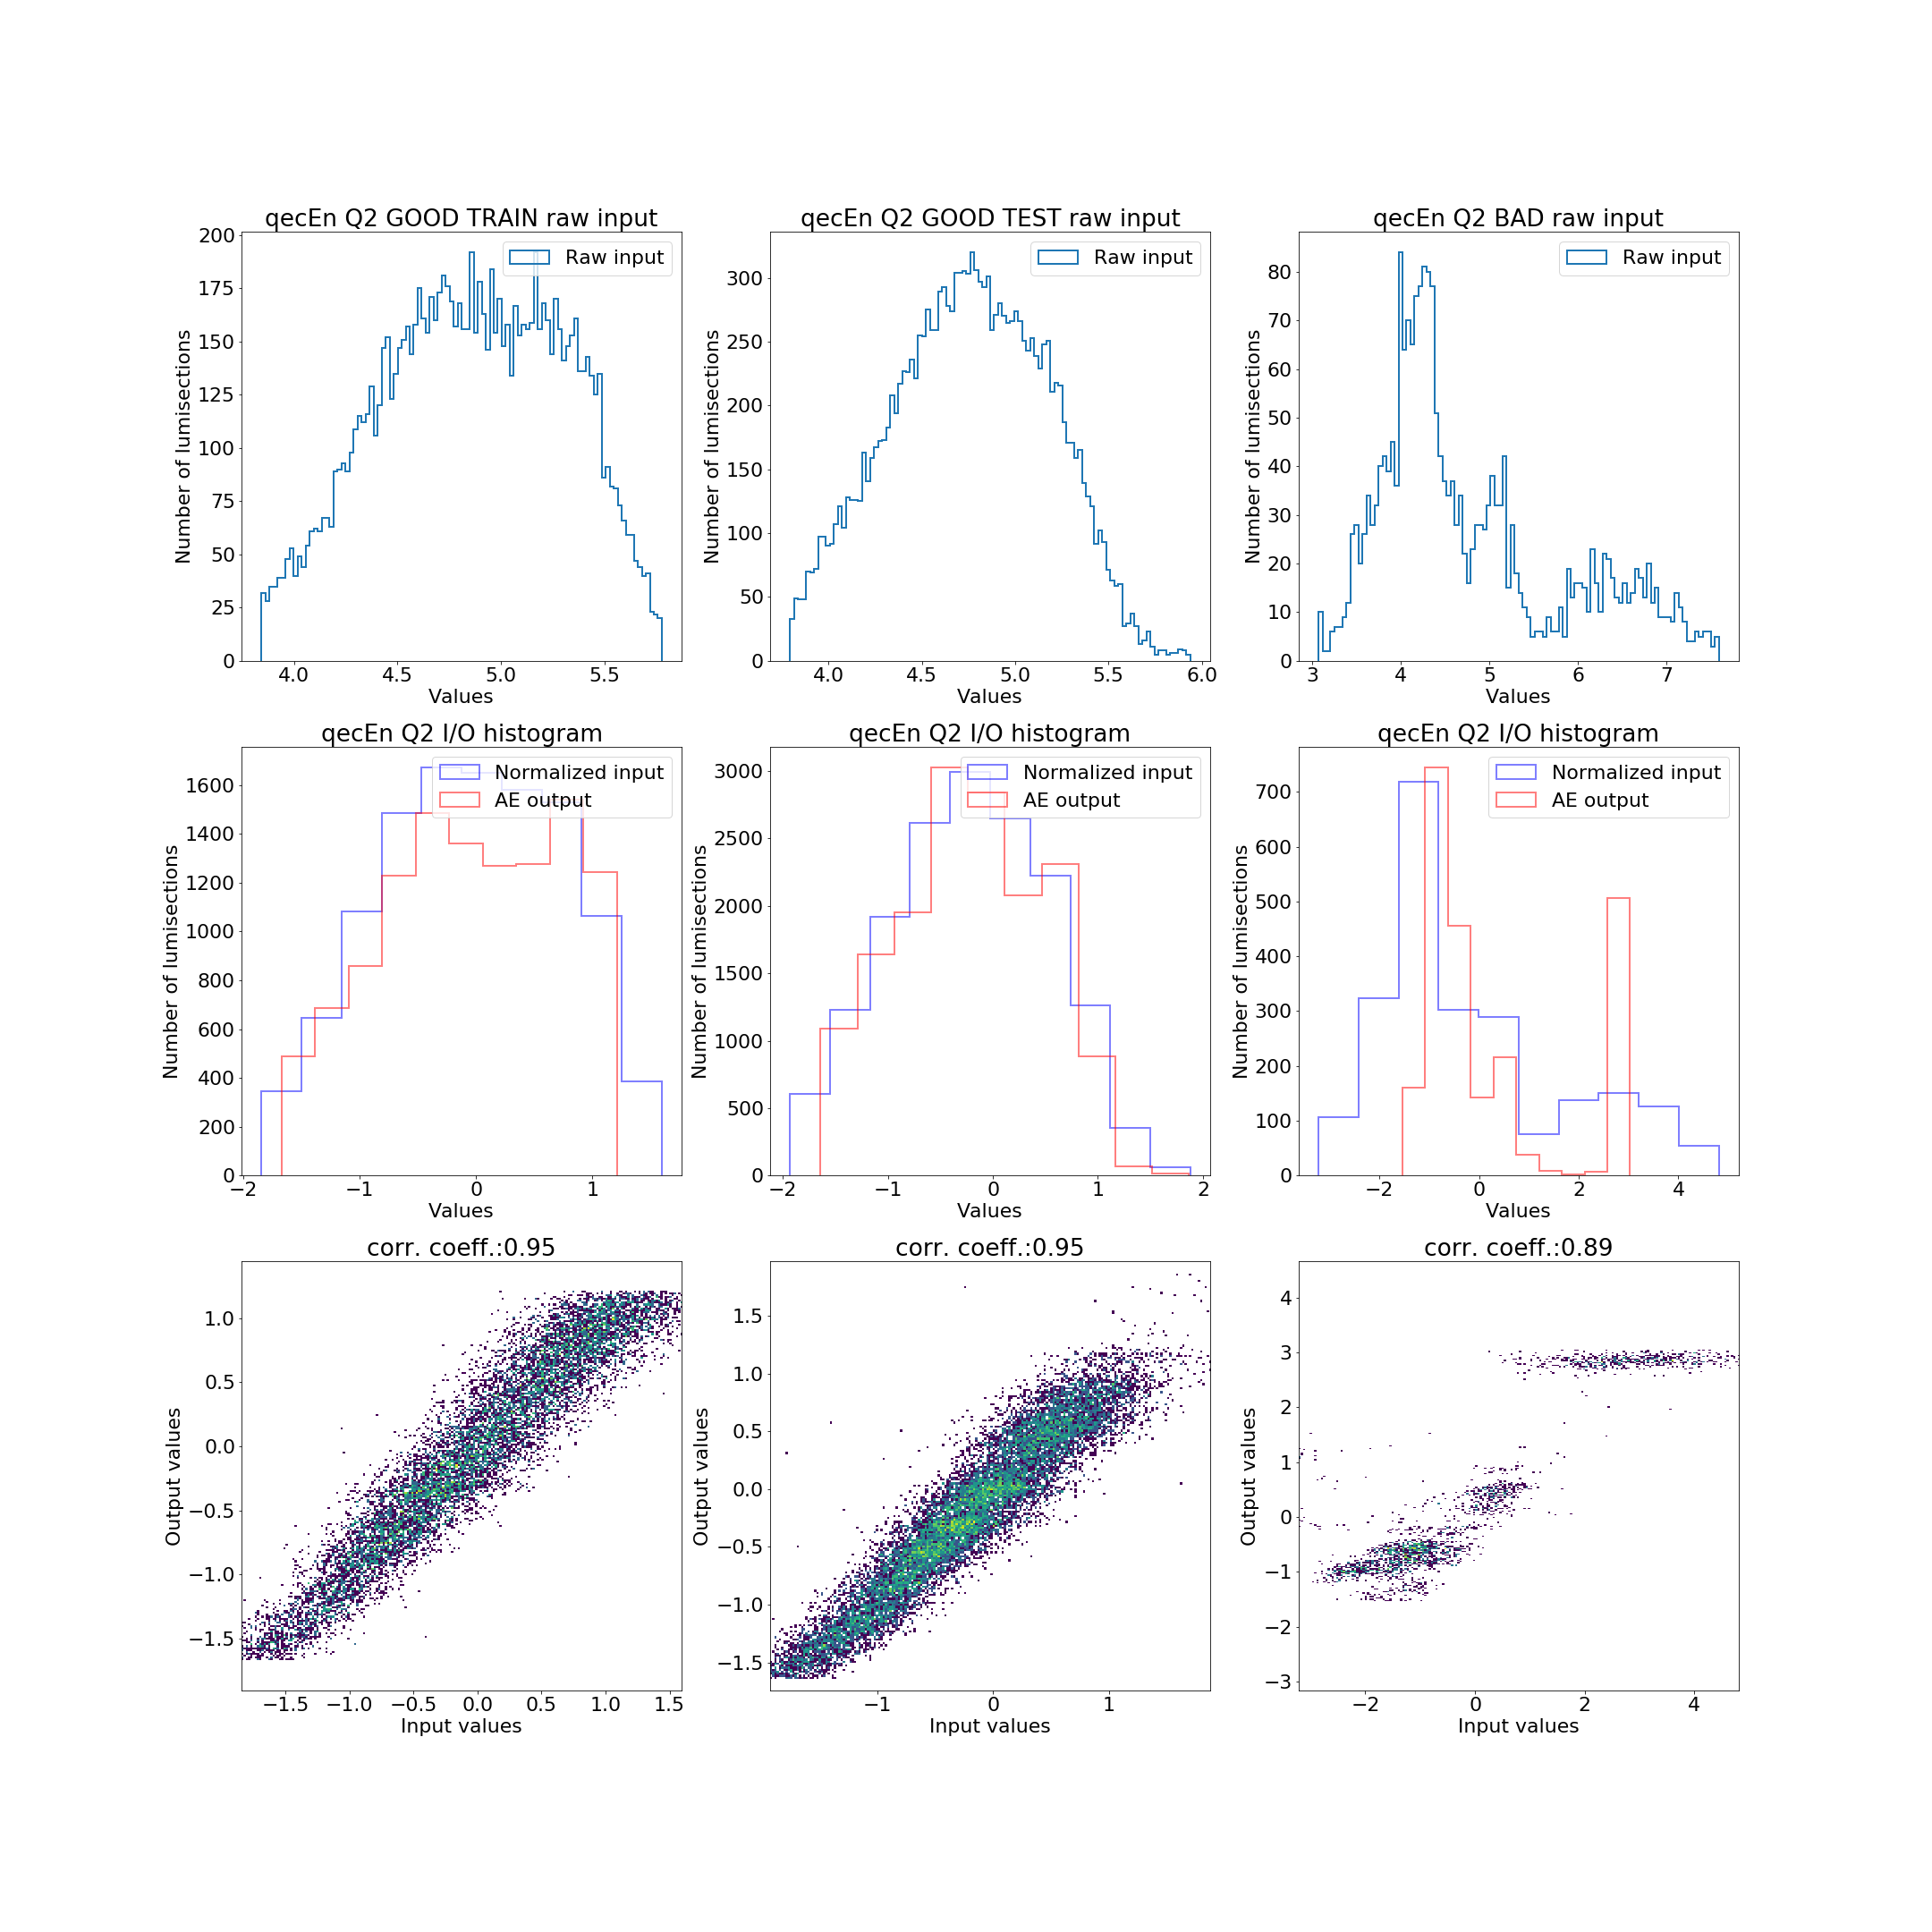 qecEn Q2 GOOD TRAIN raw input
Raw input
200
175
150
125
100
75
50
25
0
4.0 4.5 5.0 5.5
Values
Number of lumisections
qecEn Q2 GOOD TEST raw input
Raw input
300
250
200
150
100
50
0
4.0 4.5 5.0 5.5 6.0
Values
Number of lumisections
qecEn Q2 BAD raw input
Raw input
80
70
60
50
40
30
20
10
0
3 4 5 6 7
Values
Number of lumisections
qecEn Q2 I/O histogram
Normalized input
AE output
1600
1400
1200
1000
800
600
400
200
0
−2 −1 0 1
Values
Number of lumisections
qecEn Q2 I/O histogram
Normalized input
AE output
3000
2500
2000
1500
1000
500
0
−2 −1 0 1 2
Values
Number of lumisections
qecEn Q2 I/O histogram
Normalized input
AE output
700
600
500
400
300
200
100
0
−2 0 2 4
Values
Number of lumisections
corr. coeff.:0.95
1.0
0.5
0.0
−0.5
−1.0
−1.5
−1.5 −1.0 −0.5 0.0 0.5 1.0 1.5
Input values
Output values
corr. coeff.:0.95
1.5
1.0
0.5
0.0
−0.5
−1.0
−1.5
−1 0 1
Input values
Output values
corr. coeff.:0.89
4
3
2
1
0
−1
−2
−3
−2 0 2 4
Input values
Output values